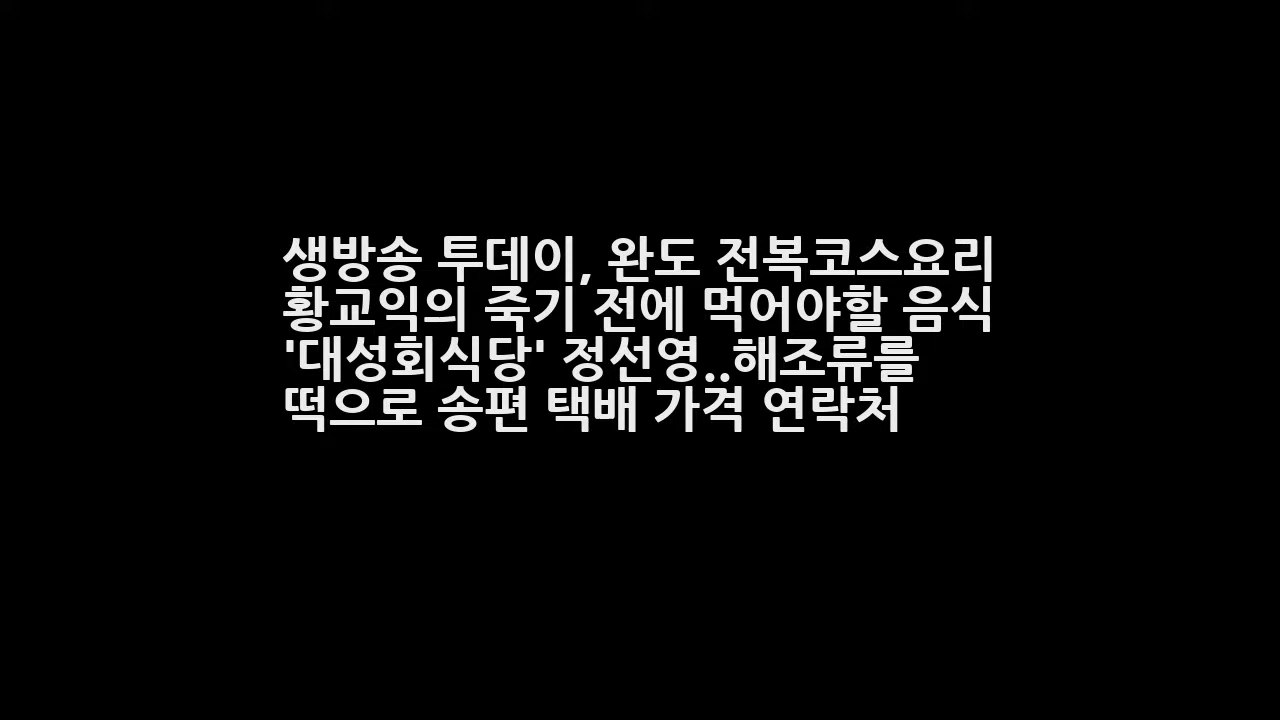 생방송 투데이, 완도 전복코스요리
황교익의 죽기 전에 먹어야할 음식
'대성회식당' 정선영..해조류를
떡으로 송편 택배 가격 연락처